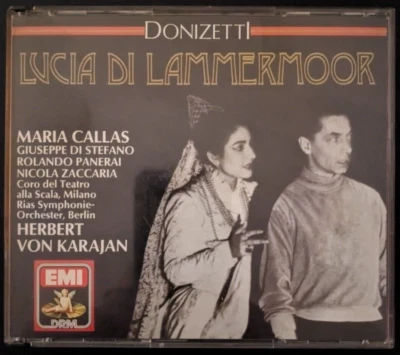 DONIZETTI
LUCIA DI LAMMERMOOR
MARIA CALLAS
GIUSEPPE DI STEFANO
ROLANDO PANERAI
NICOLA ZACCARIA
Coro del Teatro
alla Scala, Milano
Rias Symphonie-
Orchester, Berlin
HERBERT
VON KARAJAN
EMI
DRM